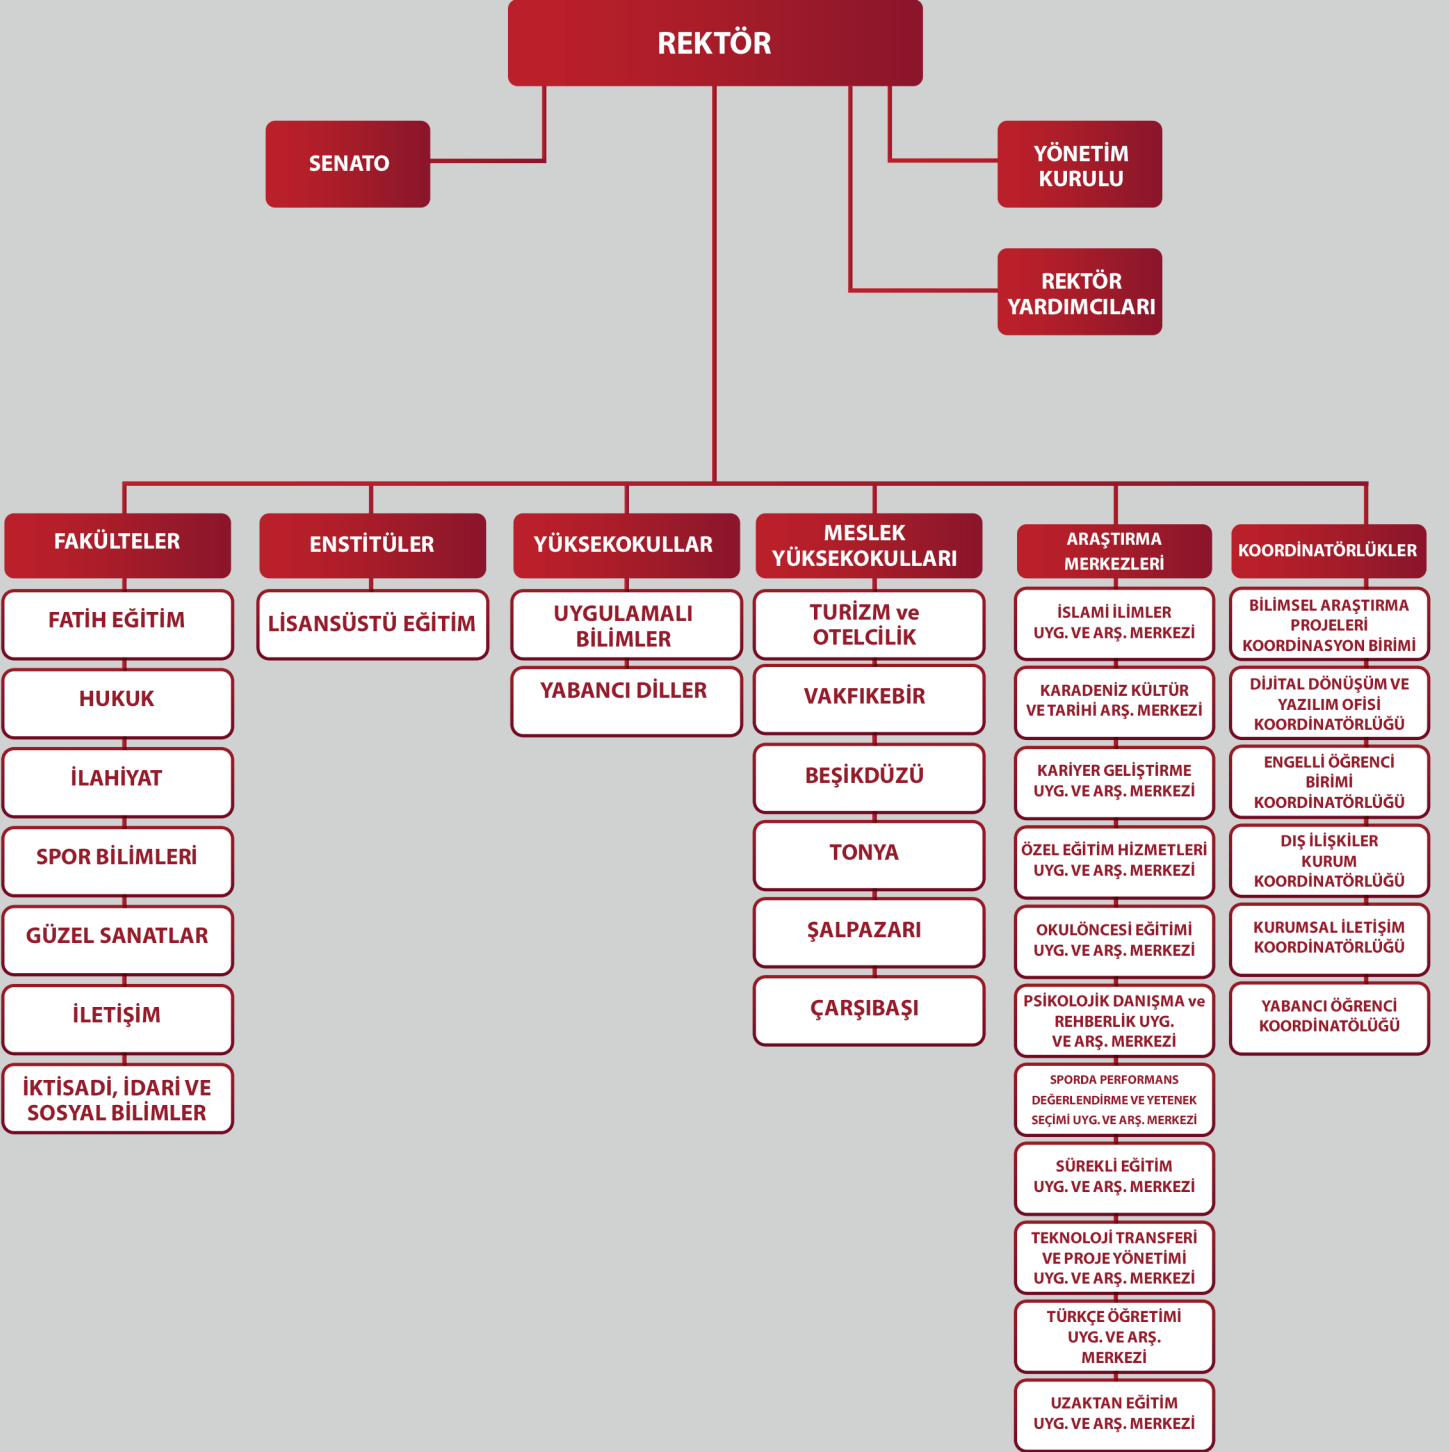 REKTÖR
SENATO
YÖNETİM
KURULU
REKTÖR
YARDIMCILARI
FAKÜLTELER
FATİH EĞİTİM
HUKUK
İLAHİYAT
SPOR BİLİMLERİ
GÜZEL SANATLAR
İLETİŞİM
İKTİSADİ, İDARİ VE
SOSYAL BİLİMLER
ENSTİTÜLER
LİSANSÜSTÜ EĞİTİM
YÜKSEKOKULLAR
UYGULAMALI
BİLİMLER
YABANCI DİLLER
MESLEK
YÜKSEKOKULLARI
TURİZM ve
OTELCİLİK
VAKFIKEBİR
BEŞİKDÜZÜ
TONYA
ŞALPAZARI
ÇARŞIBAŞI
ARAŞTIRMA
MERKEZLERİ
İSLAMİ İLİMLER
UYG. VE ARŞ. MERKEZİ
KARADENİZ KÜLTÜR
VE TARİHİ ARŞ. MERKEZİ
KARİYER GELİŞTİRME
UYG. VE ARŞ. MERKEZİ
ÖZEL EĞİTİM HİZMETLERİ
UYG. VE ARŞ. MERKEZİ
OKULÖNCESİ EĞİTİMİ
UYG. VE ARŞ. MERKEZİ
PSİKOLOJİK DANIŞMA ve
REHBERLİK UYG.
VE ARŞ. MERKEZİ
SPORDA PERFORMANS
DEĞERLENDİRME VE YETENEK
SEÇİMİ UYG. VE ARŞ. MERKEZİ
SÜREKLİ EĞİTİM
UYG. VE ARŞ. MERKEZİ
TEKNOLOJİ TRANSFERİ
VE PROJE YÖNETİMİ
UYG. VE ARŞ. MERKEZİ
TÜRKÇE ÖĞRETİMİ
UYG. VE ARŞ.
MERKEZİ
UZAKTAN EĞİTİM
UYG. VE ARŞ. MERKEZİ
KOORDİNATÖRLÜKLER
BİLİMSEL ARAŞTIRMA
PROJELERİ
KOORDİNASYON BİRİMİ
DİJİTAL DÖNÜŞÜM VE
YAZILIM OFİSİ
KOORDİNATÖRLÜĞÜ
ENGELLİ ÖĞRENCİ
BİRİMİ
KOORDİNATÖRLÜĞÜ
DIŞ İLİŞKİLER
KURUM
KOORDİNATÖRLÜĞÜ
KURUMSAL İLETİŞİM
KOORDİNATÖRLÜĞÜ
YABANCI ÖĞRENCİ
KOORDİNATÖLÜĞÜ